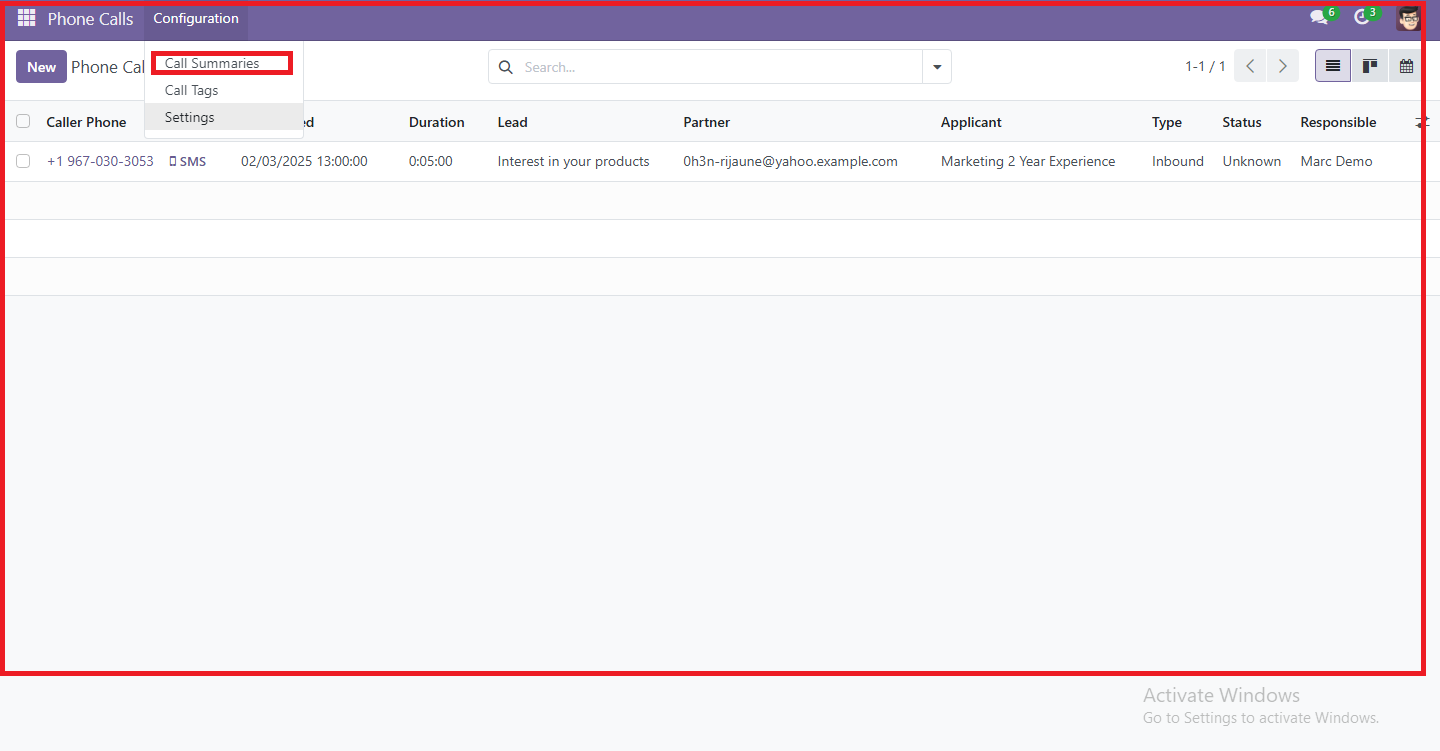 Phone Calls Configuration 6 3
New Phone Cal Search... 1-1 / 1
Call Summaries
Call Tags
Settings
Caller Phone ed Duration Lead Partner Applicant Type Status Responsible
+1 967-030-3053 SMS 02/03/2025 13:00:00 0:05:00 Interest in your products 0h3n-rijaune@yahoo.example.com Marketing 2 Year Experience Inbound Unknown Marc Demo
Activate Windows
Go to Settings to activate Windows.